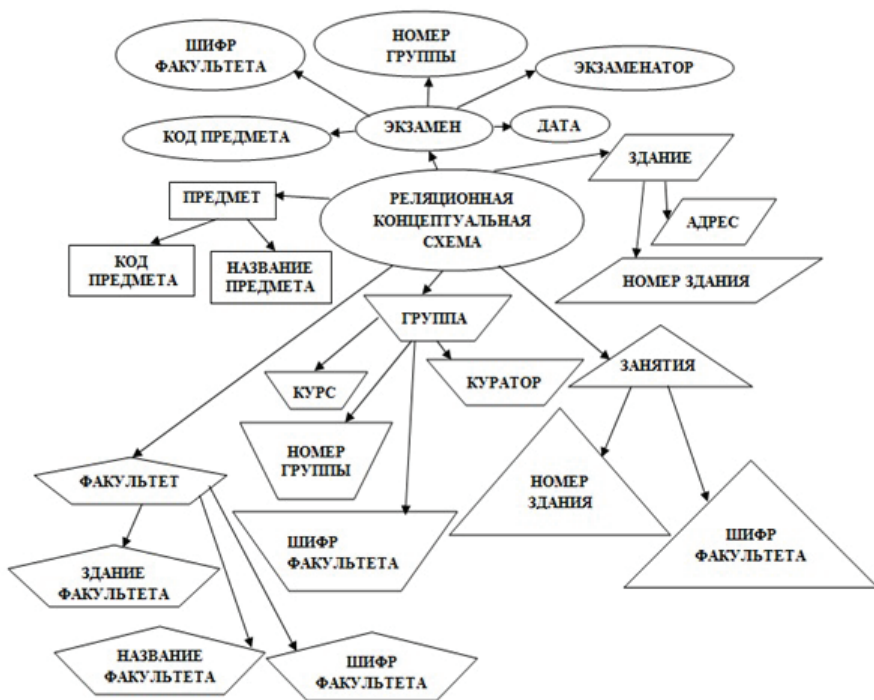 ШИФР
ФАКУЛЬТЕТА
НОМЕР
ГРУППЫ
ЭКЗАМЕНАТОР
КОД ПРЕДМЕТА
ЭКЗАМЕН
ДАТА
ЗДАНИЕ
ПРЕДМЕТ
РЕЛЯЦИОННАЯ
КОНЦЕПТУАЛЬНАЯ
СХЕМА
АДРЕС
КОД
ПРЕДМЕТА
НАЗВАНИЕ
ПРЕДМЕТА
НОМЕР ЗДАНИЯ
ГРУППА
ЗАНЯТИЯ
КУРС
КУРАТОР
НОМЕР
ГРУППЫ
НОМЕР
ЗДАНИЯ
ФАКУЛЬТЕТ
ШИФР
ФАКУЛЬТЕТА
ШИФР
ФАКУЛЬТЕТА
ЗДАНИЕ
ФАКУЛЬТЕТА
НАЗВАНИЕ
ФАКУЛЬТЕТА
ШИФР
ФАКУЛЬТЕТА